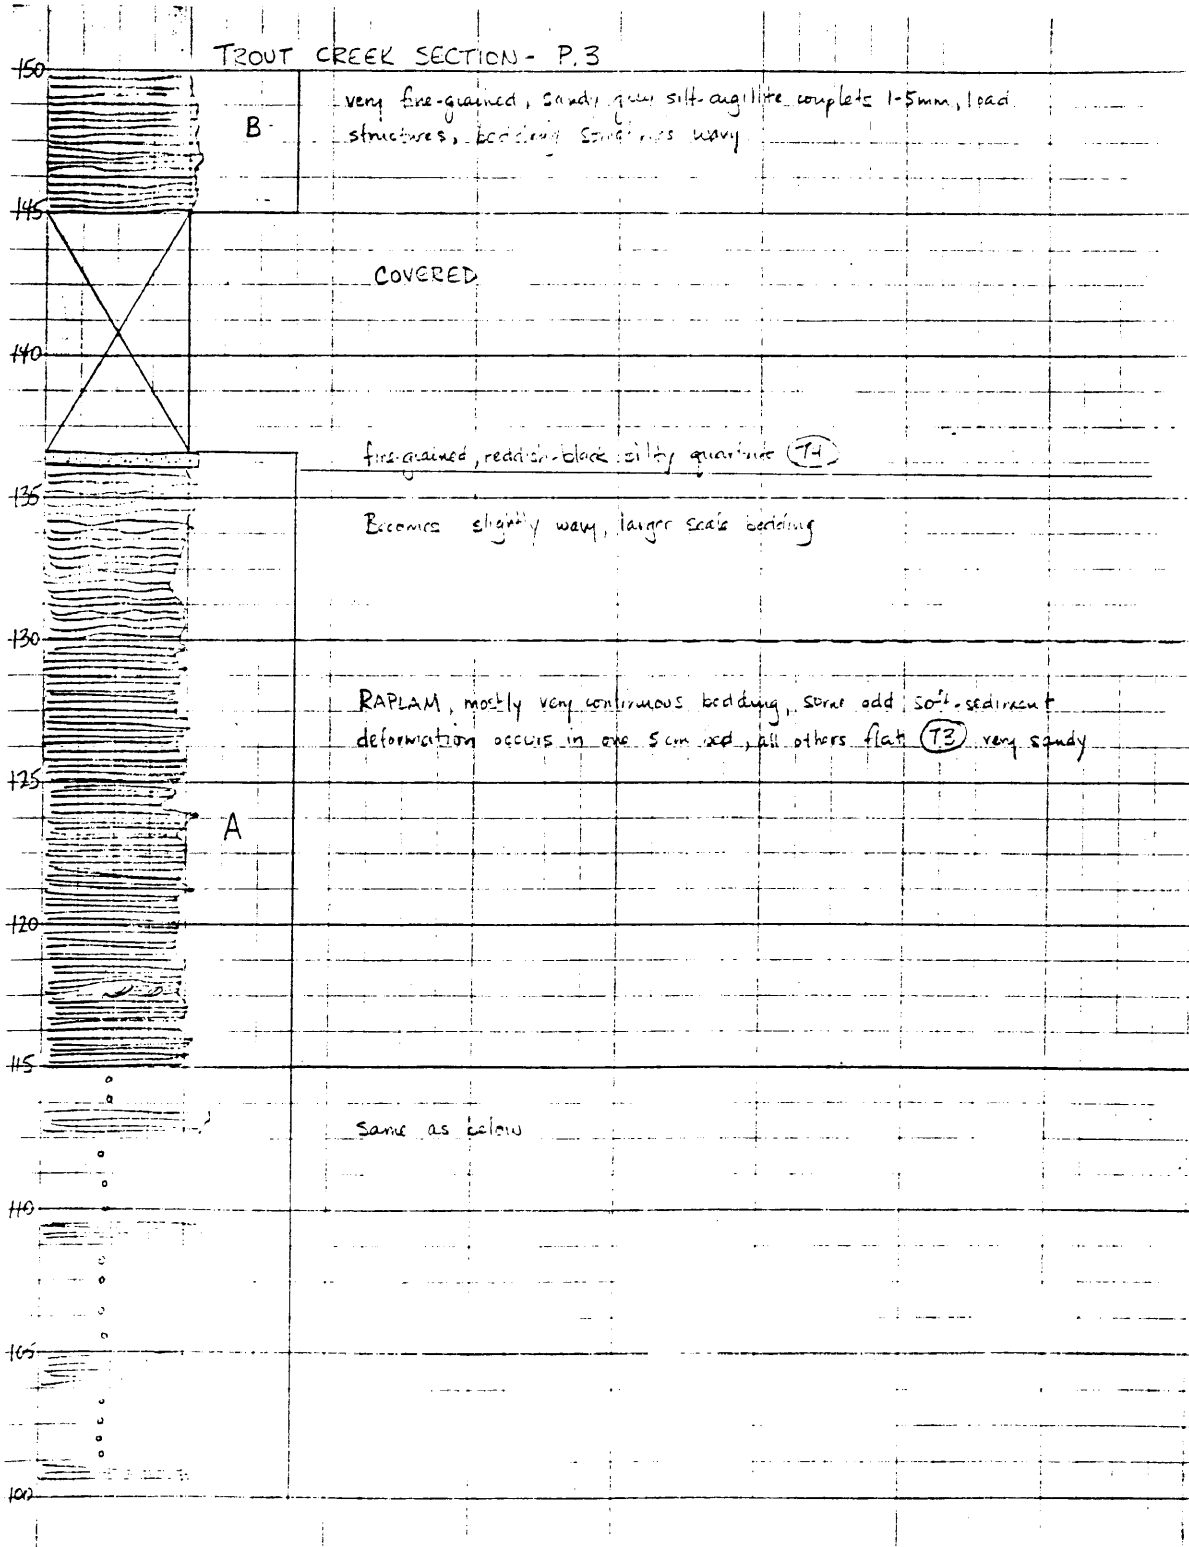 TROUT CREEK SECTION - P.3
150
very fine-grained, sandy gray silt-argillite couplets 1-5mm, load
B
structures, bedding sometimes wavy
145
COVERED
140
fine-grained, reddish-black silty quartzite T4
135
Becomes slightly wavy, larger scale bedding
130
RAPLAM, mostly very continuous bedding, some odd soft-sediment
deformation occurs in one 5cm bed, all others flat T3 very sandy
125
A
120
115
Same as below
110
105
100